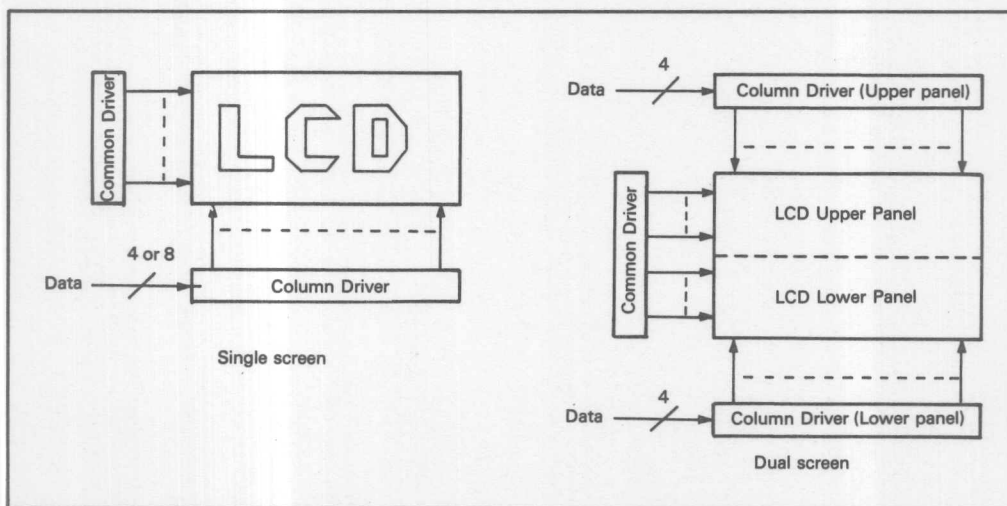 Common Driver
LCD
4 or 8
Data
Column Driver
Single screen
4
Data
Column Driver (Upper panel)
Common Driver
LCD Upper Panel
LCD Lower Panel
4
Data
Column Driver (Lower panel)
Dual screen